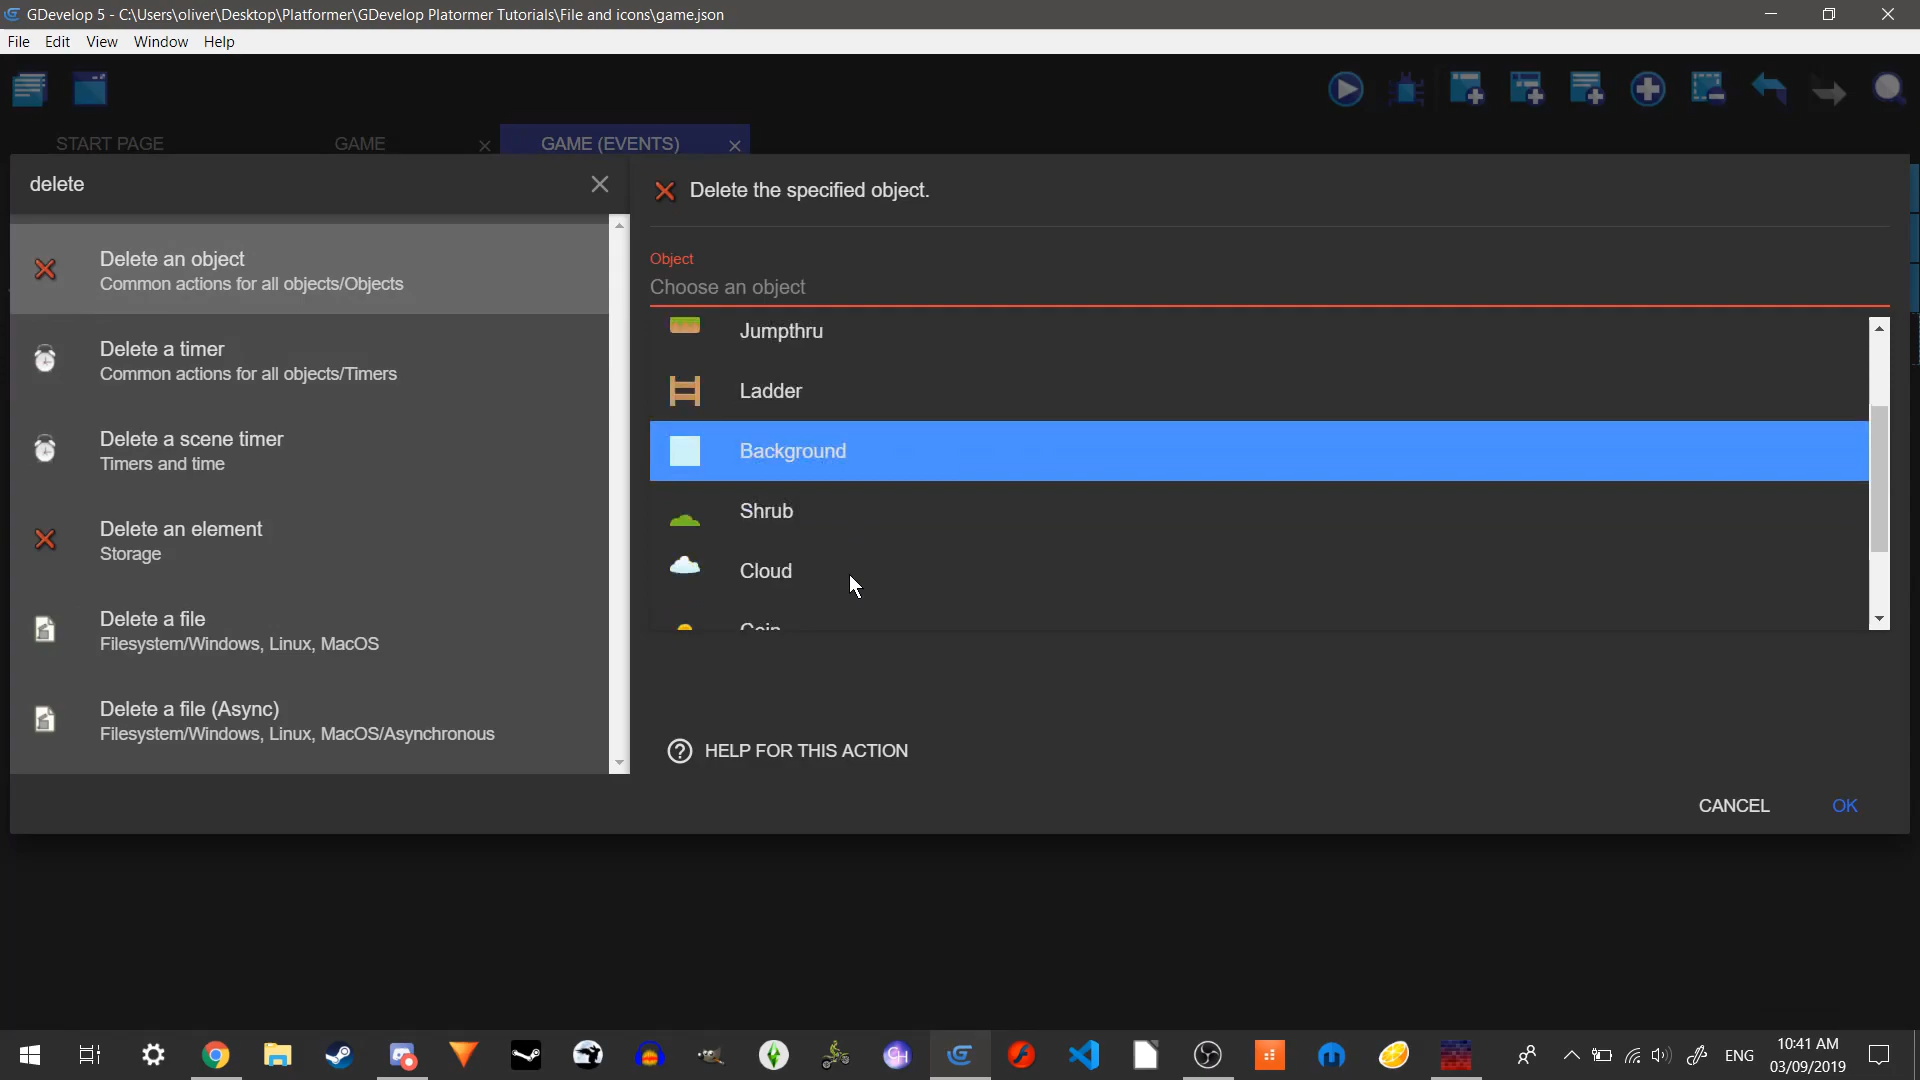 GDevelop 5 - C:\Users\oliver\Desktop\Platformer\GDevelop Platormer Tutorials\File and icons\game.json
File Edit View Window Help
START PAGE
GAME
GAME (EVENTS)
delete
Delete an object
Common actions for all objects/Objects
Delete a timer
Common actions for all objects/Timers
Delete a scene timer
Timers and time
Delete an element
Storage
Delete a file
Filesystem/Windows, Linux, MacOS
Delete a file (Async)
Filesystem/Windows, Linux, MacOS/Asynchronous
Delete the specified object.
Object
Choose an object
Jumpthru
Ladder
Background
Shrub
Cloud
Coin
HELP FOR THIS ACTION
CANCEL
OK
CH
ENG
10:41 AM
03/09/2019